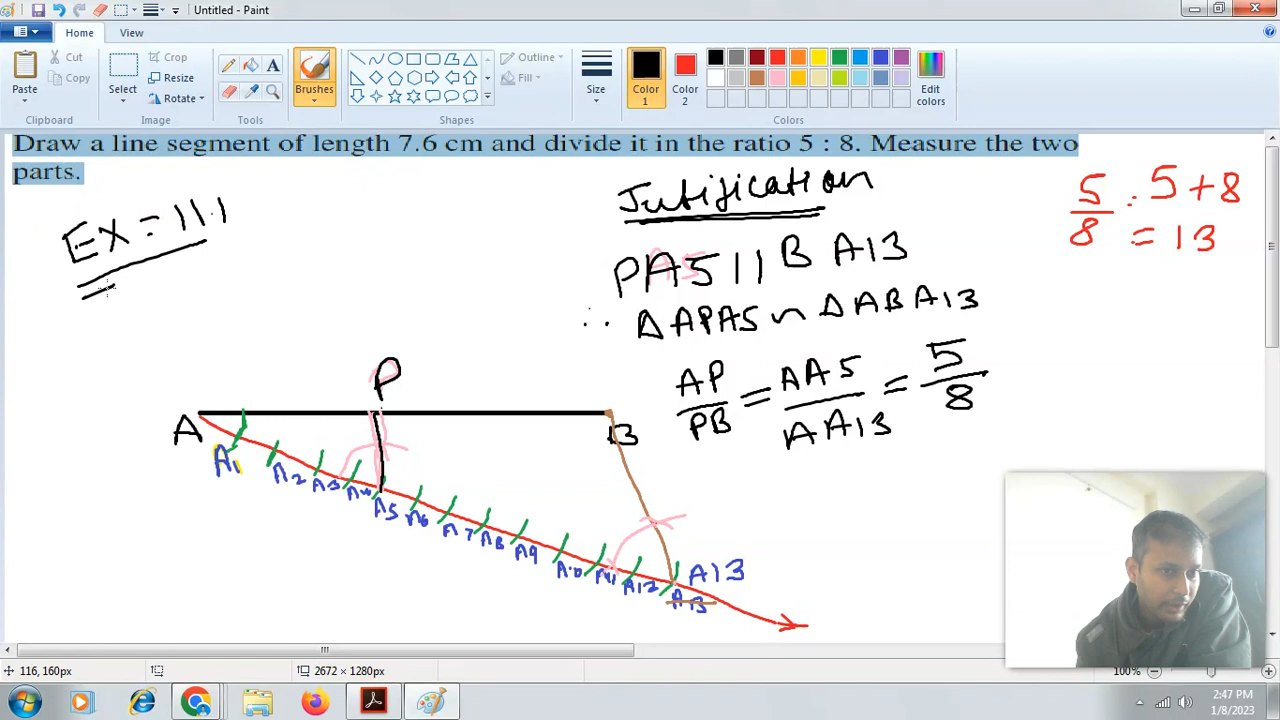 Untitled - Paint
Home
View
Paste
Cut
Copy
Clipboard
Select
Crop
Resize
Rotate
Image
Tools
Brushes
Shapes
Outline
Fill
Size
Color 1
Color 2
Colors
Edit colors
Draw a line segment of length 7.6 cm and divide it in the ratio 5 : 8. Measure the two
parts.
Ex = 11.1
Jutification
PA5 || B A13
∴ ΔAPA5 ~ ΔABA13
AP/PB = AA5/AA13 = 5/8
5/8 : 5+8
= 13
P
A
B
A1
A2
A3
A4
A5
A6
A7
A8
A9
A10
A11
A12
A13
A13
116, 160px
2672 × 1280px
100%
2:47 PM
1/8/2023